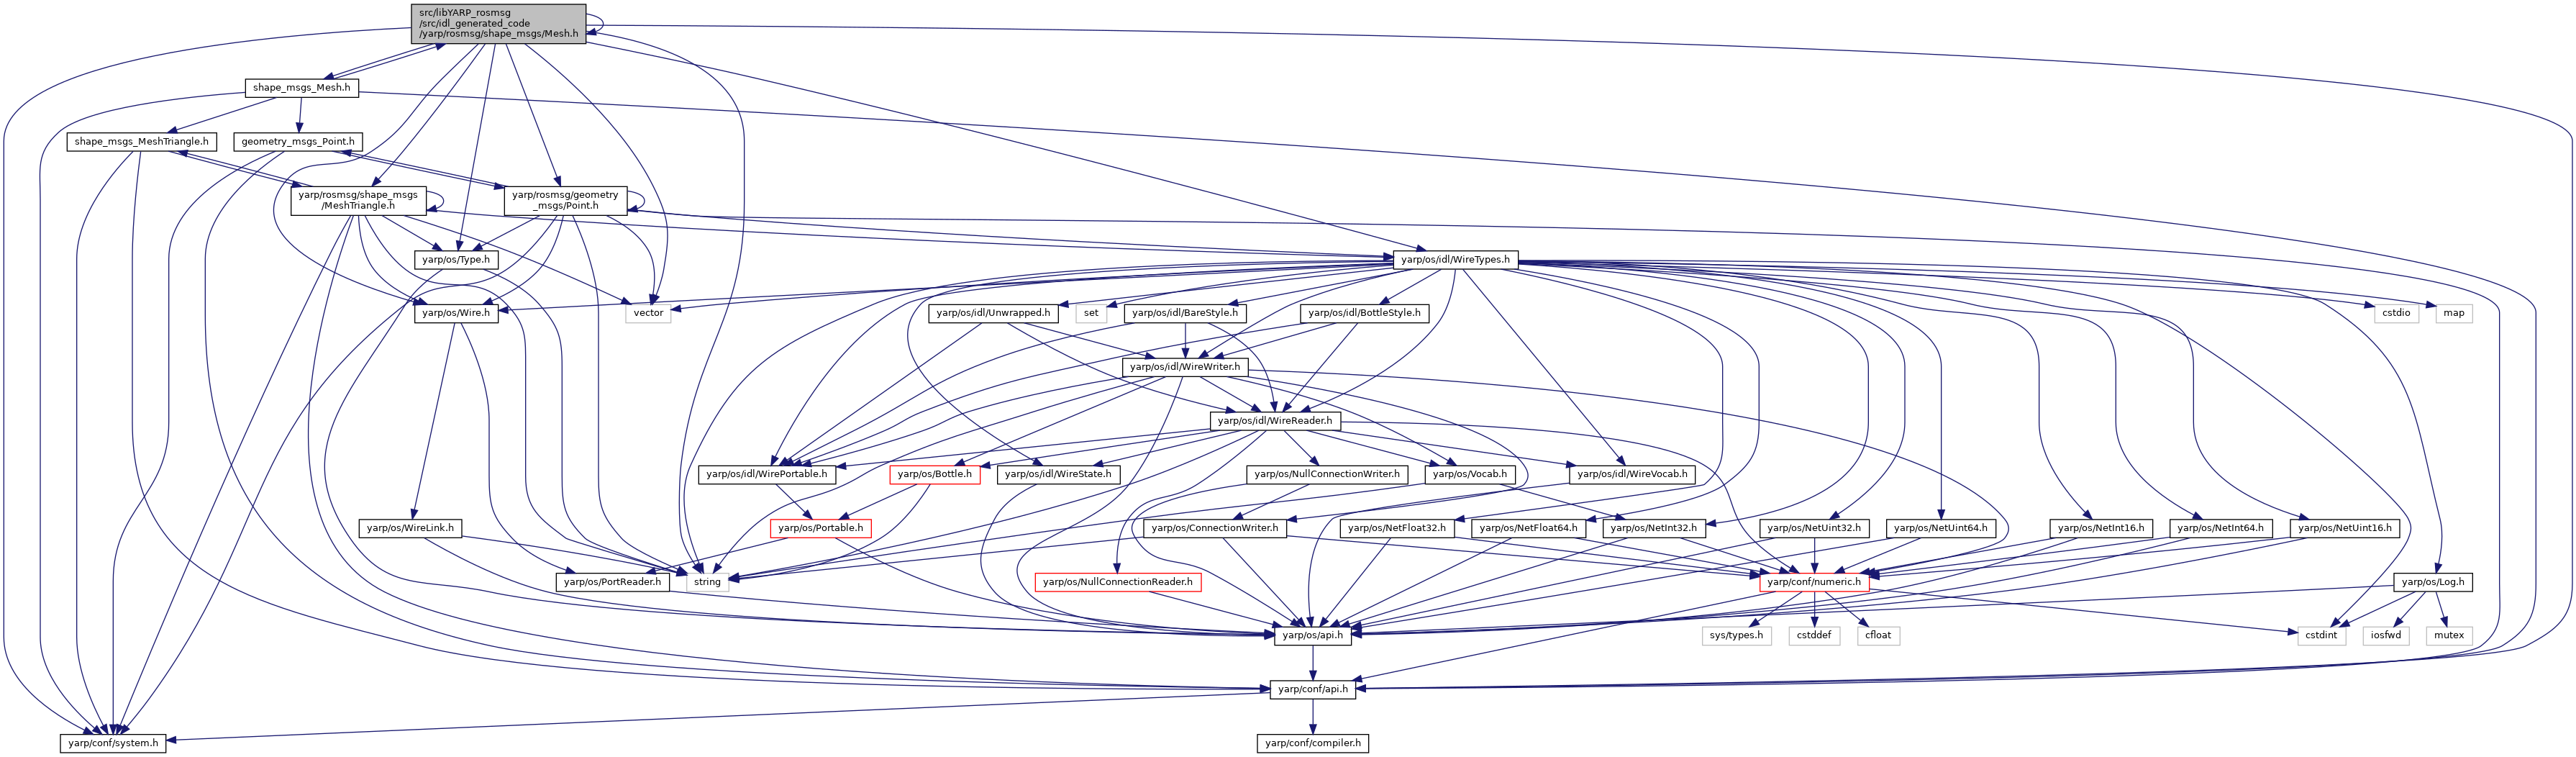 src/libYARP_rosmsg
/src/idl_generated_code
/yarp/rosmsg/shape_msgs/Mesh.h
shape_msgs_Mesh.h
shape_msgs_MeshTriangle.h
geometry_msgs_Point.h
yarp/rosmsg/shape_msgs
/MeshTriangle.h
yarp/rosmsg/geometry
_msgs/Point.h
yarp/os/Type.h
yarp/os/idl/WireTypes.h
yarp/os/Wire.h
vector
yarp/os/idl/Unwrapped.h
set
yarp/os/idl/BareStyle.h
yarp/os/idl/BottleStyle.h
cstdio
map
yarp/os/idl/WireWriter.h
yarp/os/idl/WireReader.h
yarp/os/idl/WirePortable.h
yarp/os/Bottle.h
yarp/os/idl/WireState.h
yarp/os/NullConnectionWriter.h
yarp/os/Vocab.h
yarp/os/idl/WireVocab.h
yarp/os/WireLink.h
yarp/os/Portable.h
yarp/os/ConnectionWriter.h
yarp/os/NetFloat32.h
yarp/os/NetFloat64.h
yarp/os/NetInt32.h
yarp/os/NetUint32.h
yarp/os/NetUint64.h
yarp/os/NetInt16.h
yarp/os/NetInt64.h
yarp/os/NetUint16.h
yarp/os/PortReader.h
string
yarp/os/NullConnectionReader.h
yarp/conf/numeric.h
yarp/os/Log.h
yarp/os/api.h
sys/types.h
cstddef
cfloat
cstdint
iosfwd
mutex
yarp/conf/api.h
yarp/conf/system.h
yarp/conf/compiler.h